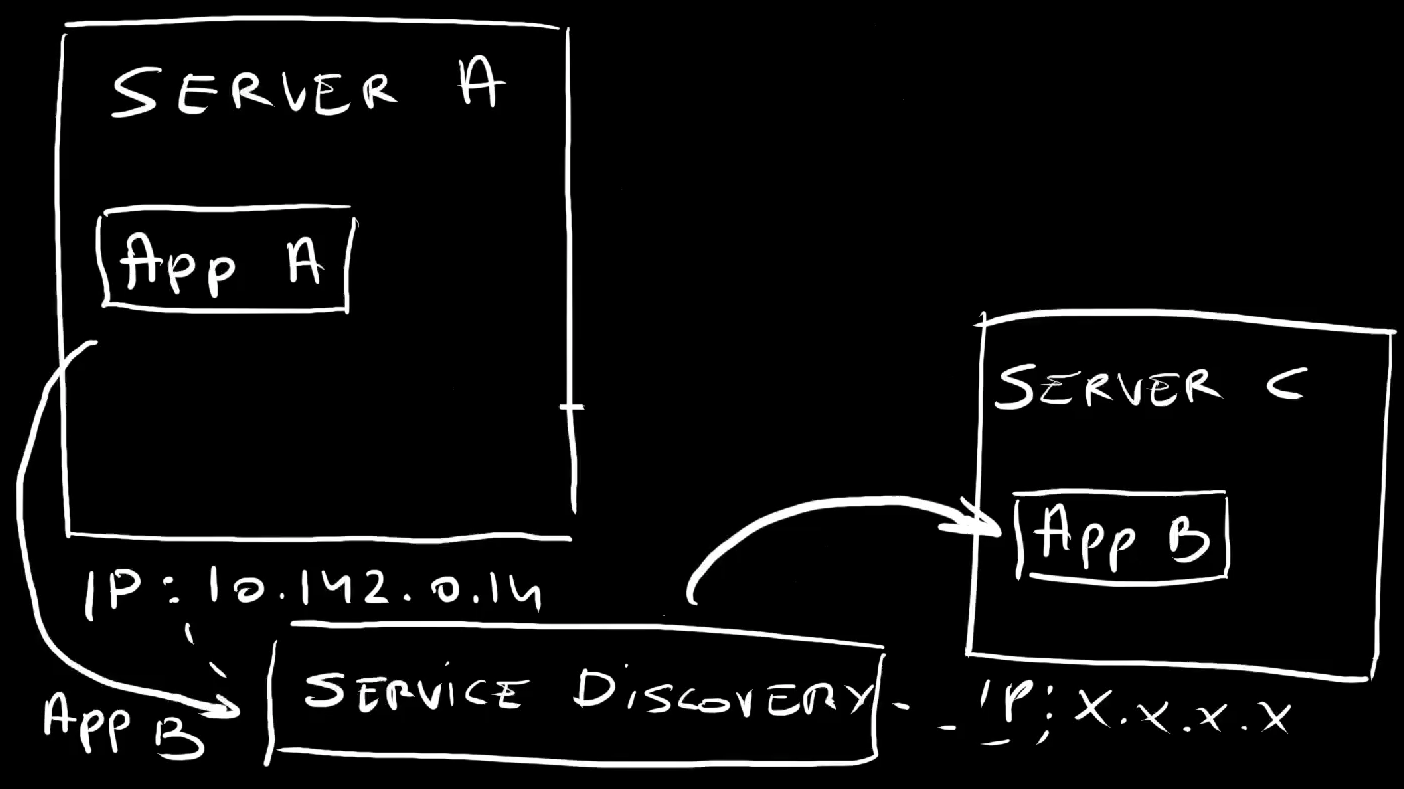 SERVER A
App A
IP: 10.142.0.14
SERVER C
App B
SERVICE DISCOVERY
App B
IP: X.X.X.X